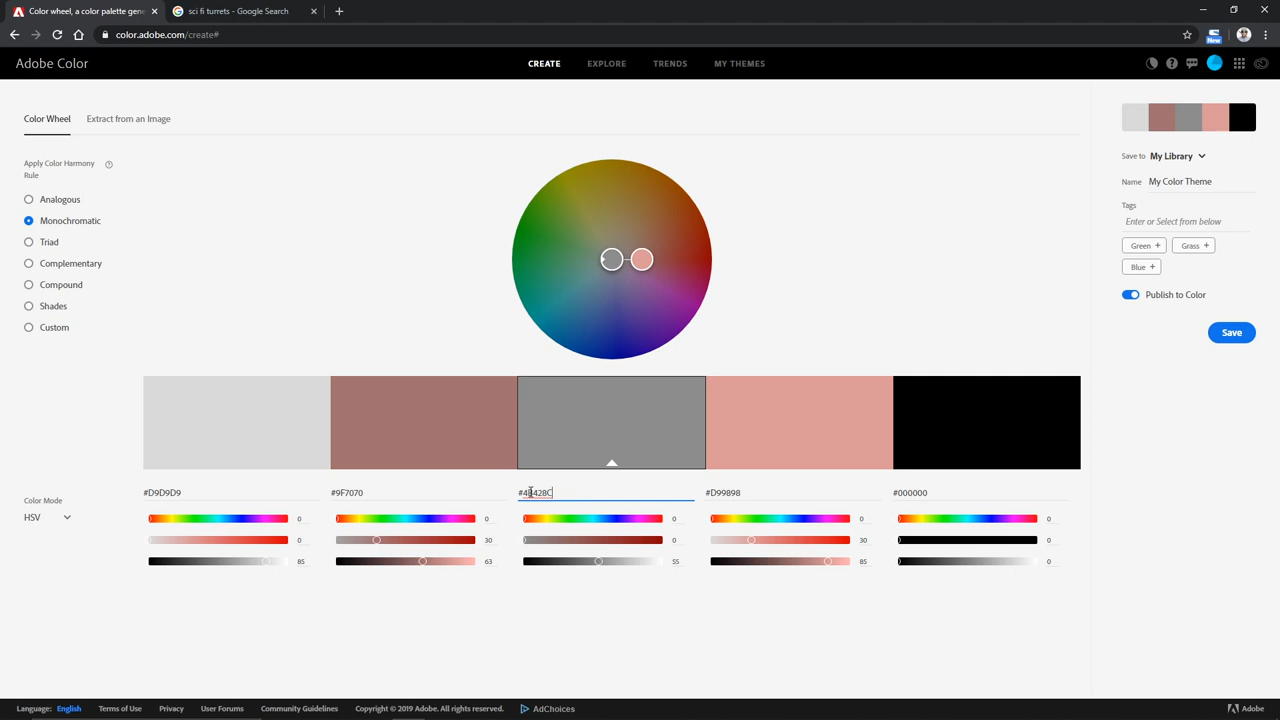 Color wheel, a color palette gene
sci fi turrets - Google Search
color.adobe.com/create#
New
Adobe Color
CREATE
EXPLORE
TRENDS
MY THEMES
Color Wheel
Extract from an Image
Apply Color Harmony
Rule
Analogous
Monochromatic
Triad
Complementary
Compound
Shades
Custom
Save to My Library
Name My Color Theme
Tags
Enter or Select from below
Green +
Grass +
Blue +
Publish to Color
Save
#D9D9D9
#9F7070
#D99898
#000000
Color Mode
HSV
0
0
0
0
0
0
30
0
30
0
85
63
55
85
0
Language: English
Terms of Use
Privacy
User Forums
Community Guidelines
Copyright © 2019 Adobe. All rights reserved.
AdChoices
Adobe